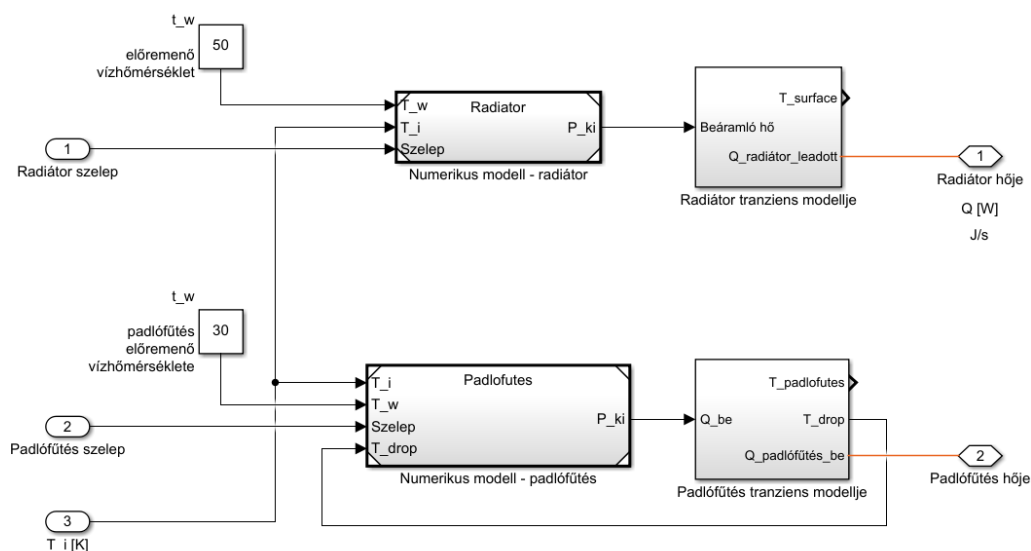 t_w
50
előremenő
vízhőmérséklet
Radiator
T_w
T_i
Szelep
P_ki
Numerikus modell - radiátor
T_surface
Beáramló hő
Q_radiátor_leadott
Radiátor tranziens modellje
1
Radiátor szelep
1
Radiátor hője
Q [W]
J/s
t_w
30
padlófűtés
előremenő
vízhőmérséklete
Padlofutes
T_i
T_w
Szelep
T_drop
P_ki
Numerikus modell - padlófűtés
T_padlofutes
Q_be
T_drop
Q_padlófűtés_be
Padlófűtés tranziens modellje
2
Padlófűtés szelep
2
Padlófűtés hője
3
T_i [K]